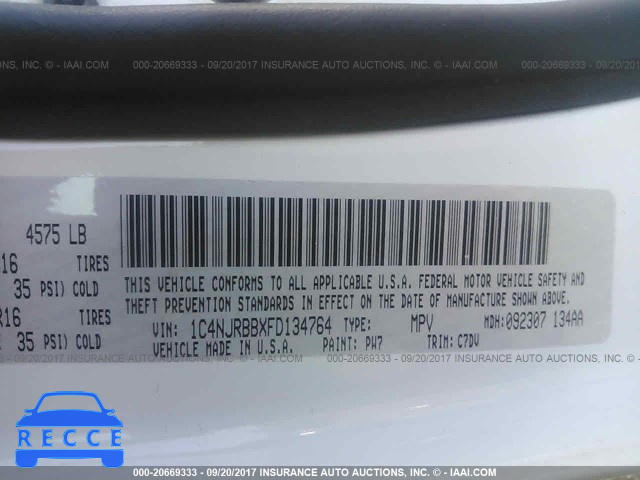 000-20669333 - 09/20/2017 INSURANCE AUTO AUCTIONS, INC. - IAAI.COM
4575 LB
16 TIRES
35 PSI) COLD
R16 TIRES
35 PSI) COLD
THIS VEHICLE CONFORMS TO ALL APPLICABLE U.S.A. FEDERAL MOTOR VEHICLE SAFETY AND
THEFT PREVENTION STANDARDS IN EFFECT ON THE DATE OF MANUFACTURE SHOWN ABOVE.
VIN: 1C4NJRBBXFD134764 TYPE: MPV MDH:092307 134AA
VEHICLE MADE IN U.S.A. PAINT: PW7 TRIM: C7DV
IONS, INC. - IAAI.COM 000-20669333 - 09/20/2017 INSURANCE AUTO AUCTIONS, INC. - IAAI.COM 000-20669333 - 09/20
RECCE
000-20669333 - 09/20/2017 INSURANCE AUTO AUCTIONS, INC. - IAAI.COM